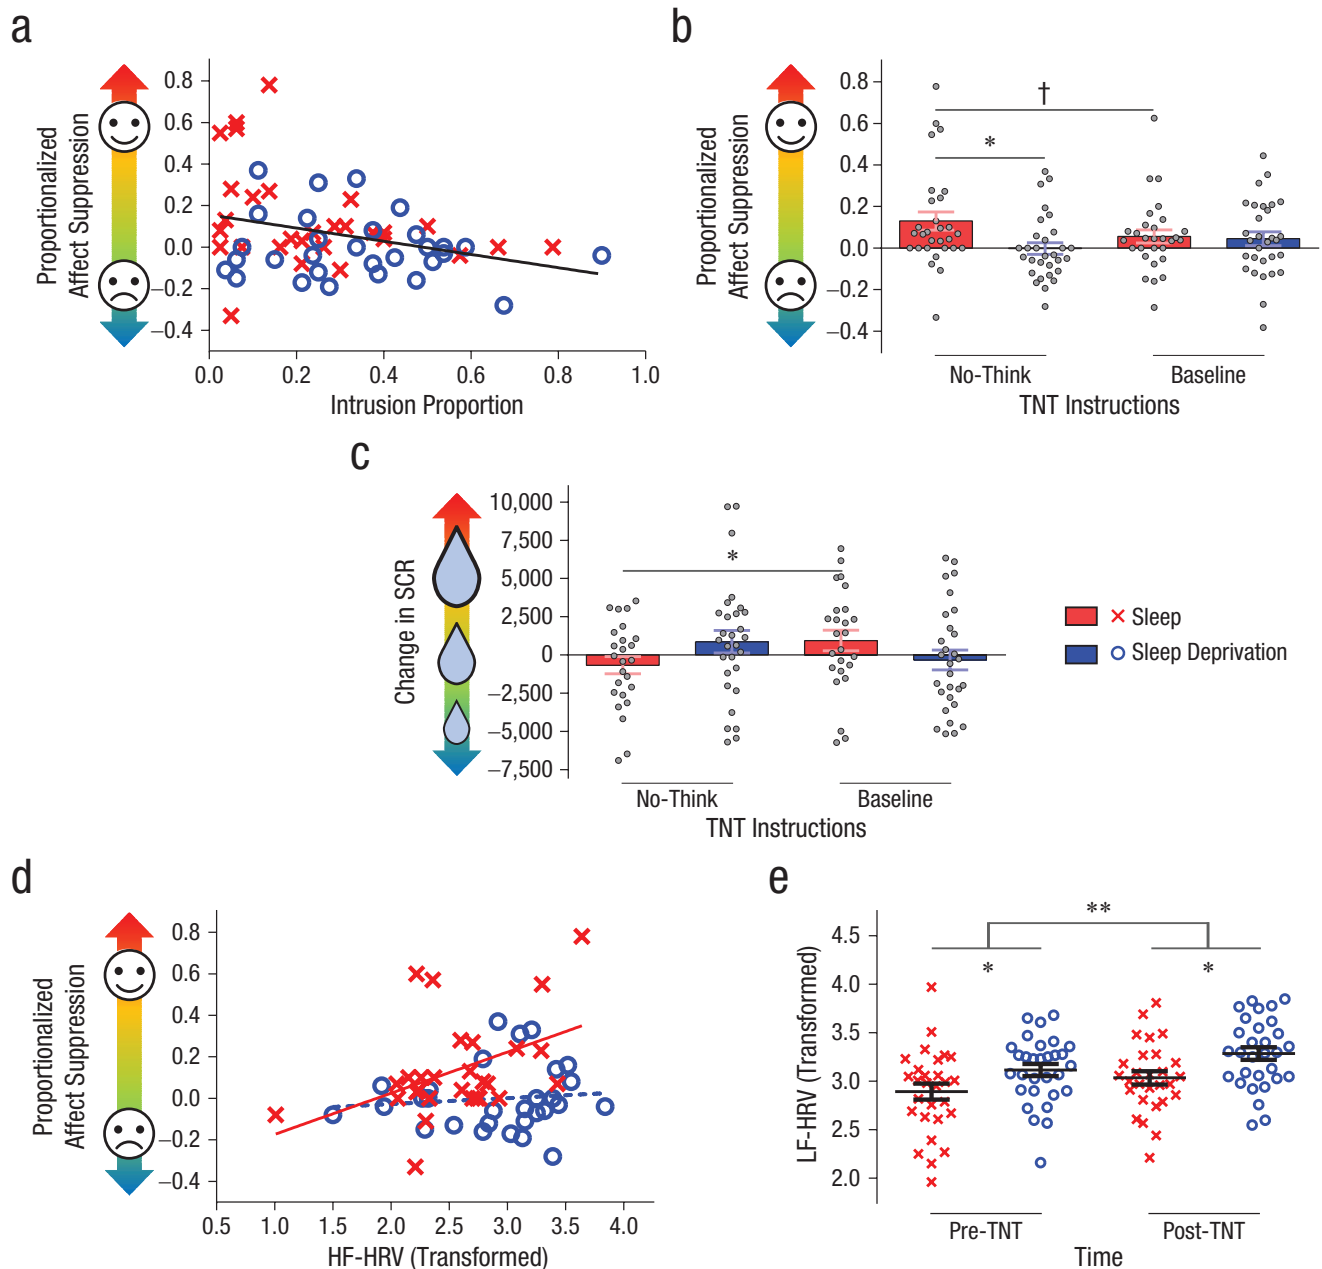 a
Proportionalized
Affect Suppression
0.8
0.6
0.4
0.2
0.0
−0.2
−0.4
0.0 0.2 0.4 0.6 0.8 1.0
Intrusion Proportion
b
Proportionalized
Affect Suppression
0.8
0.6
0.4
0.2
0.0
−0.2
−0.4
†
*
No-Think Baseline
TNT Instructions
c
Change in SCR
10,000
7,500
5,000
2,500
0
−2,500
−5,000
−7,500
*
No-Think Baseline
TNT Instructions
Sleep
Sleep Deprivation
d
Proportionalized
Affect Suppression
0.8
0.6
0.4
0.2
0.0
−0.2
−0.4
0.5 1.0 1.5 2.0 2.5 3.0 3.5 4.0
HF-HRV (Transformed)
e
LF-HRV (Transformed)
4.5
4.0
3.5
3.0
2.5
2.0
**
* *
Pre-TNT Post-TNT
Time